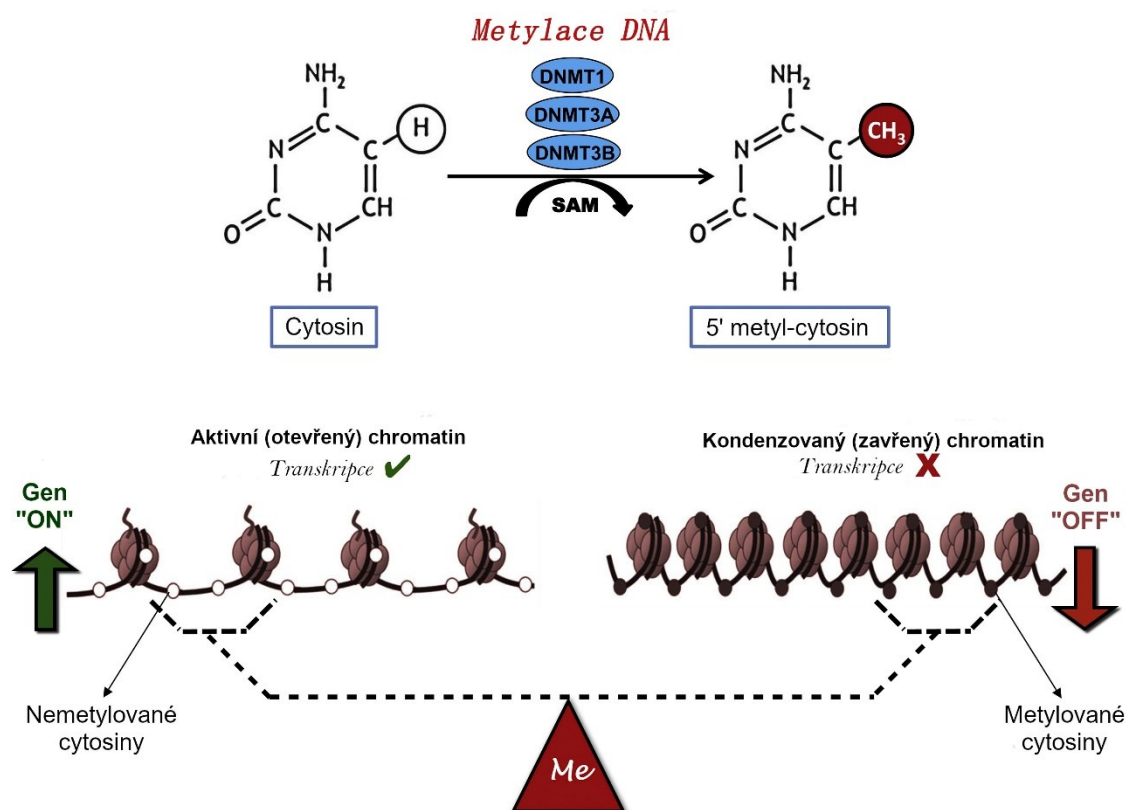 Metylace DNA
NH2
H
C
C
N
C
CH
N
O
H
DNMT1
DNMT3A
DNMT3B
SAM
NH2
CH3
C
C
N
C
CH
N
O
H
Cytosin
5' metyl-cytosin
Aktivní (otevřený) chromatin
Transkripce ✔
Kondenzovaný (zavřený) chromatin
Transkripce X
Gen
"ON"
Gen
"OFF"
Nemetylované
cytosiny
Metylované
cytosiny
Me